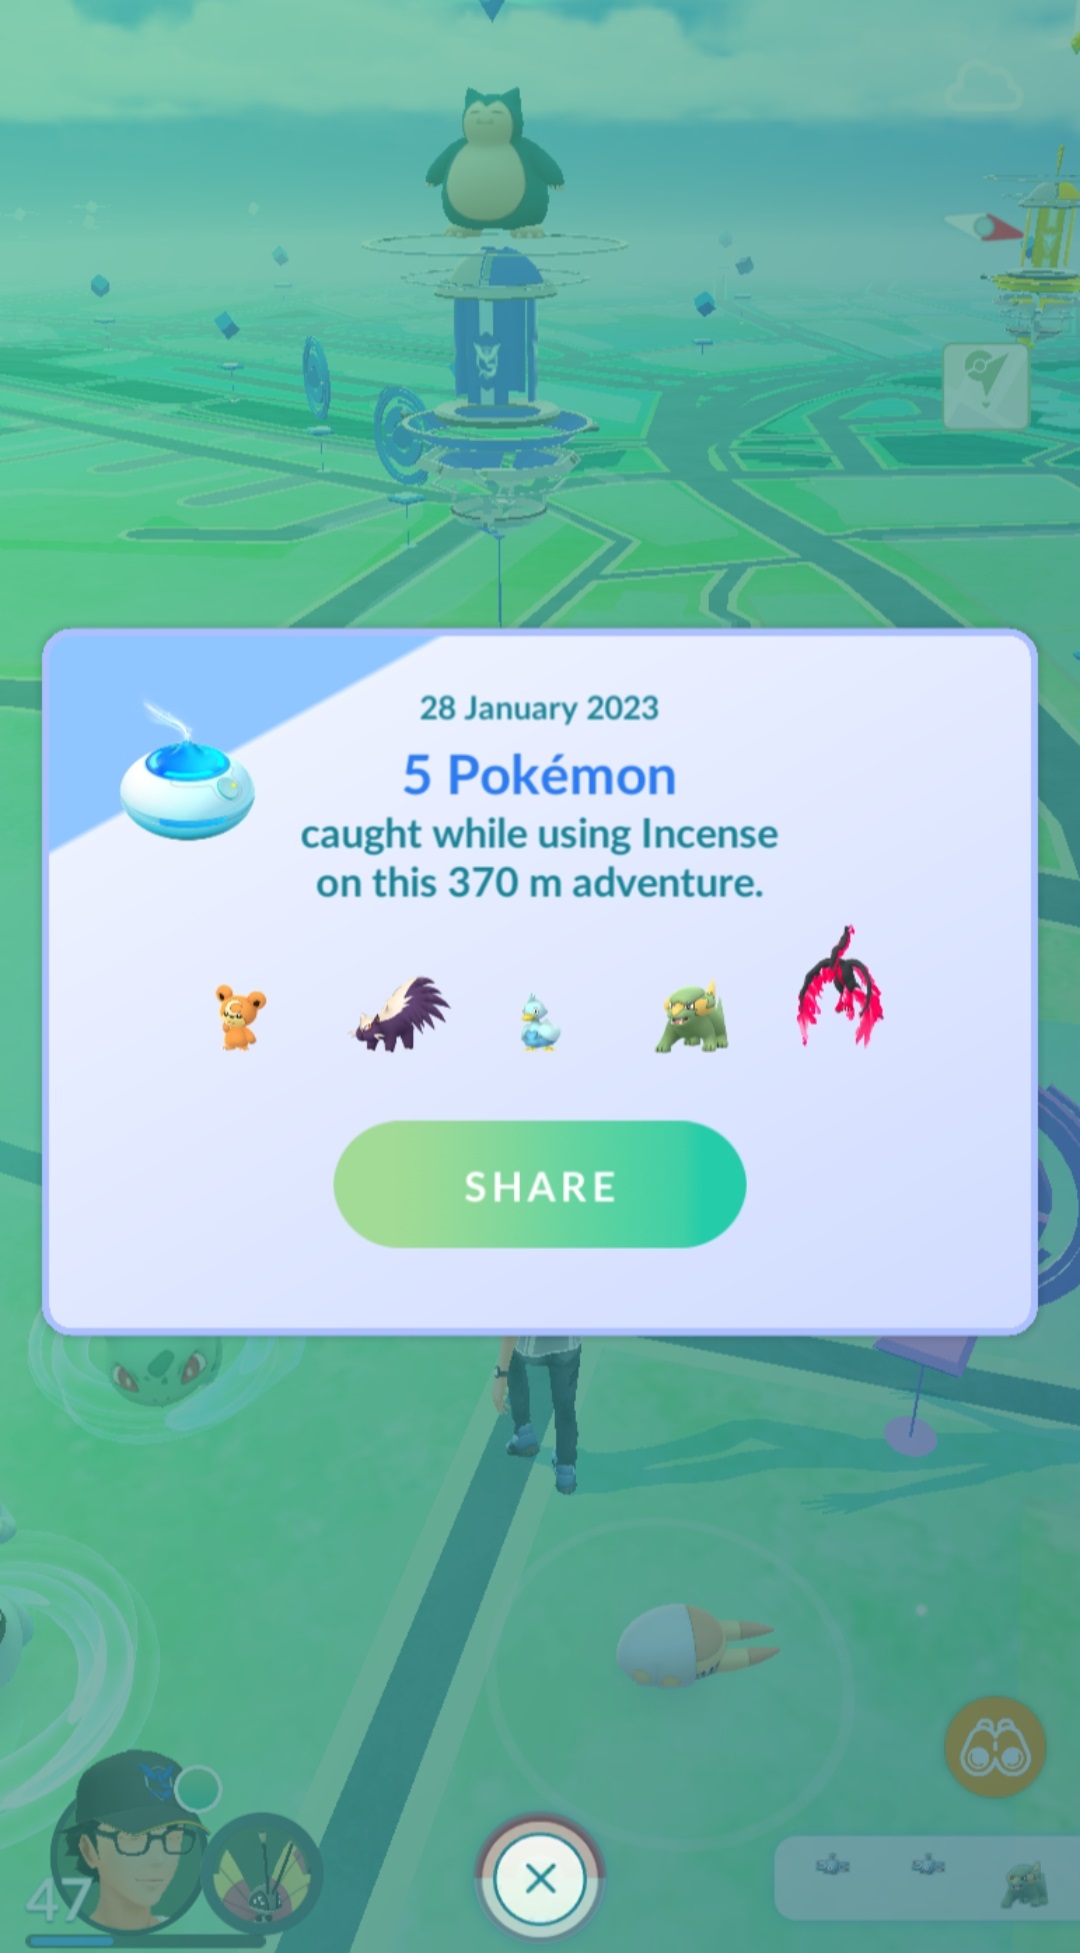 28 January 2023
5 Pokémon
caught while using Incense
on this 370 m adventure.
SHARE
47